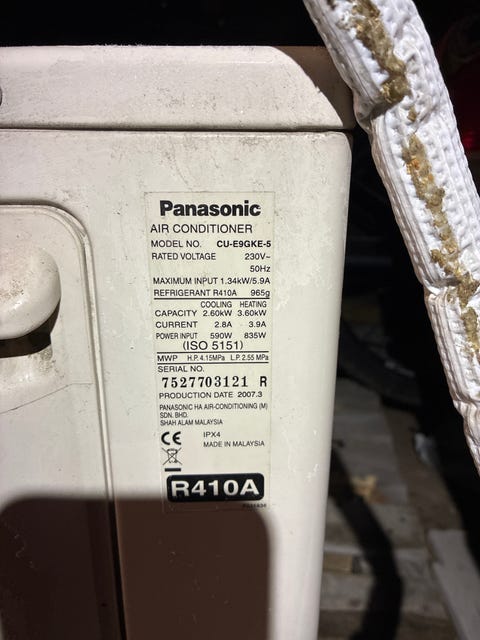 Panasonic
AIR CONDITIONER
MODEL NO. CU-E9GKE-5
RATED VOLTAGE 230V~
50Hz
MAXIMUM INPUT 1.34kW/5.9A
REFRIGERANT R410A 965g
COOLING HEATING
CAPACITY 2.60kW 3.60kW
CURRENT 2.8A 3.9A
POWER INPUT 590W 835W
(ISO 5151)
MWP H.P. 4.15MPa L.P. 2.55 MPa
SERIAL NO.
7527703121 R
PRODUCTION DATE 2007.3
PANASONIC HA AIR-CONDITIONING (M)
SDN. BHD.
SHAH ALAM MALAYSIA
CE IPX4
MADE IN MALAYSIA
R410A